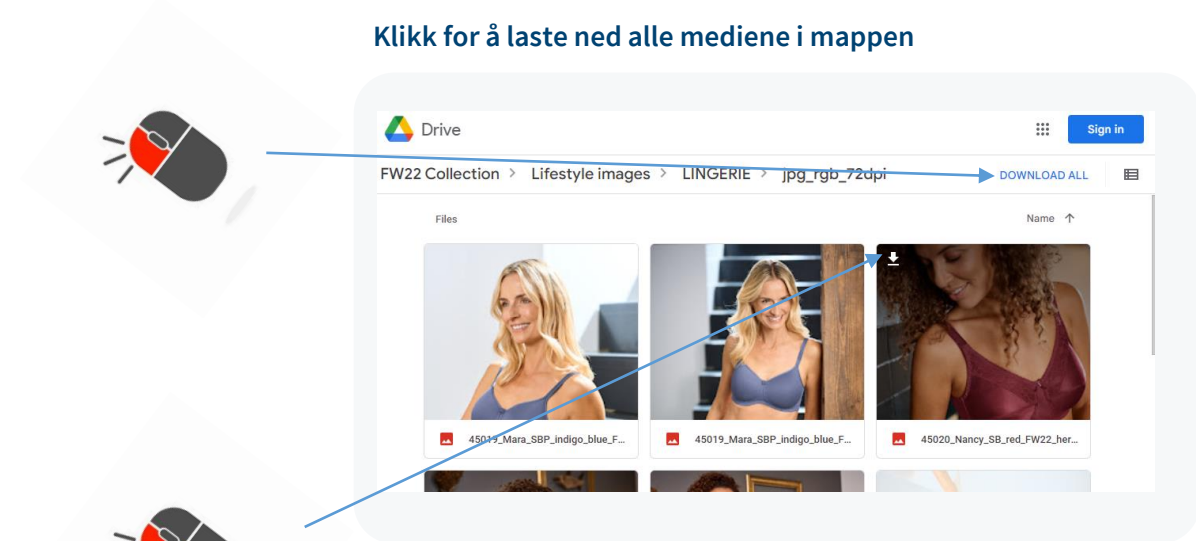 Klikk for å laste ned alle mediene i mappen
Drive
Sign in
FW22 Collection > Lifestyle images > LINGERIE > jpg_rgb_72dpi
DOWNLOAD ALL
Files
Name ↑
45019_Mara_SBP_indigo_blue_F...
45019_Mara_SBP_indigo_blue_F...
45020_Nancy_SB_red_FW22_her...